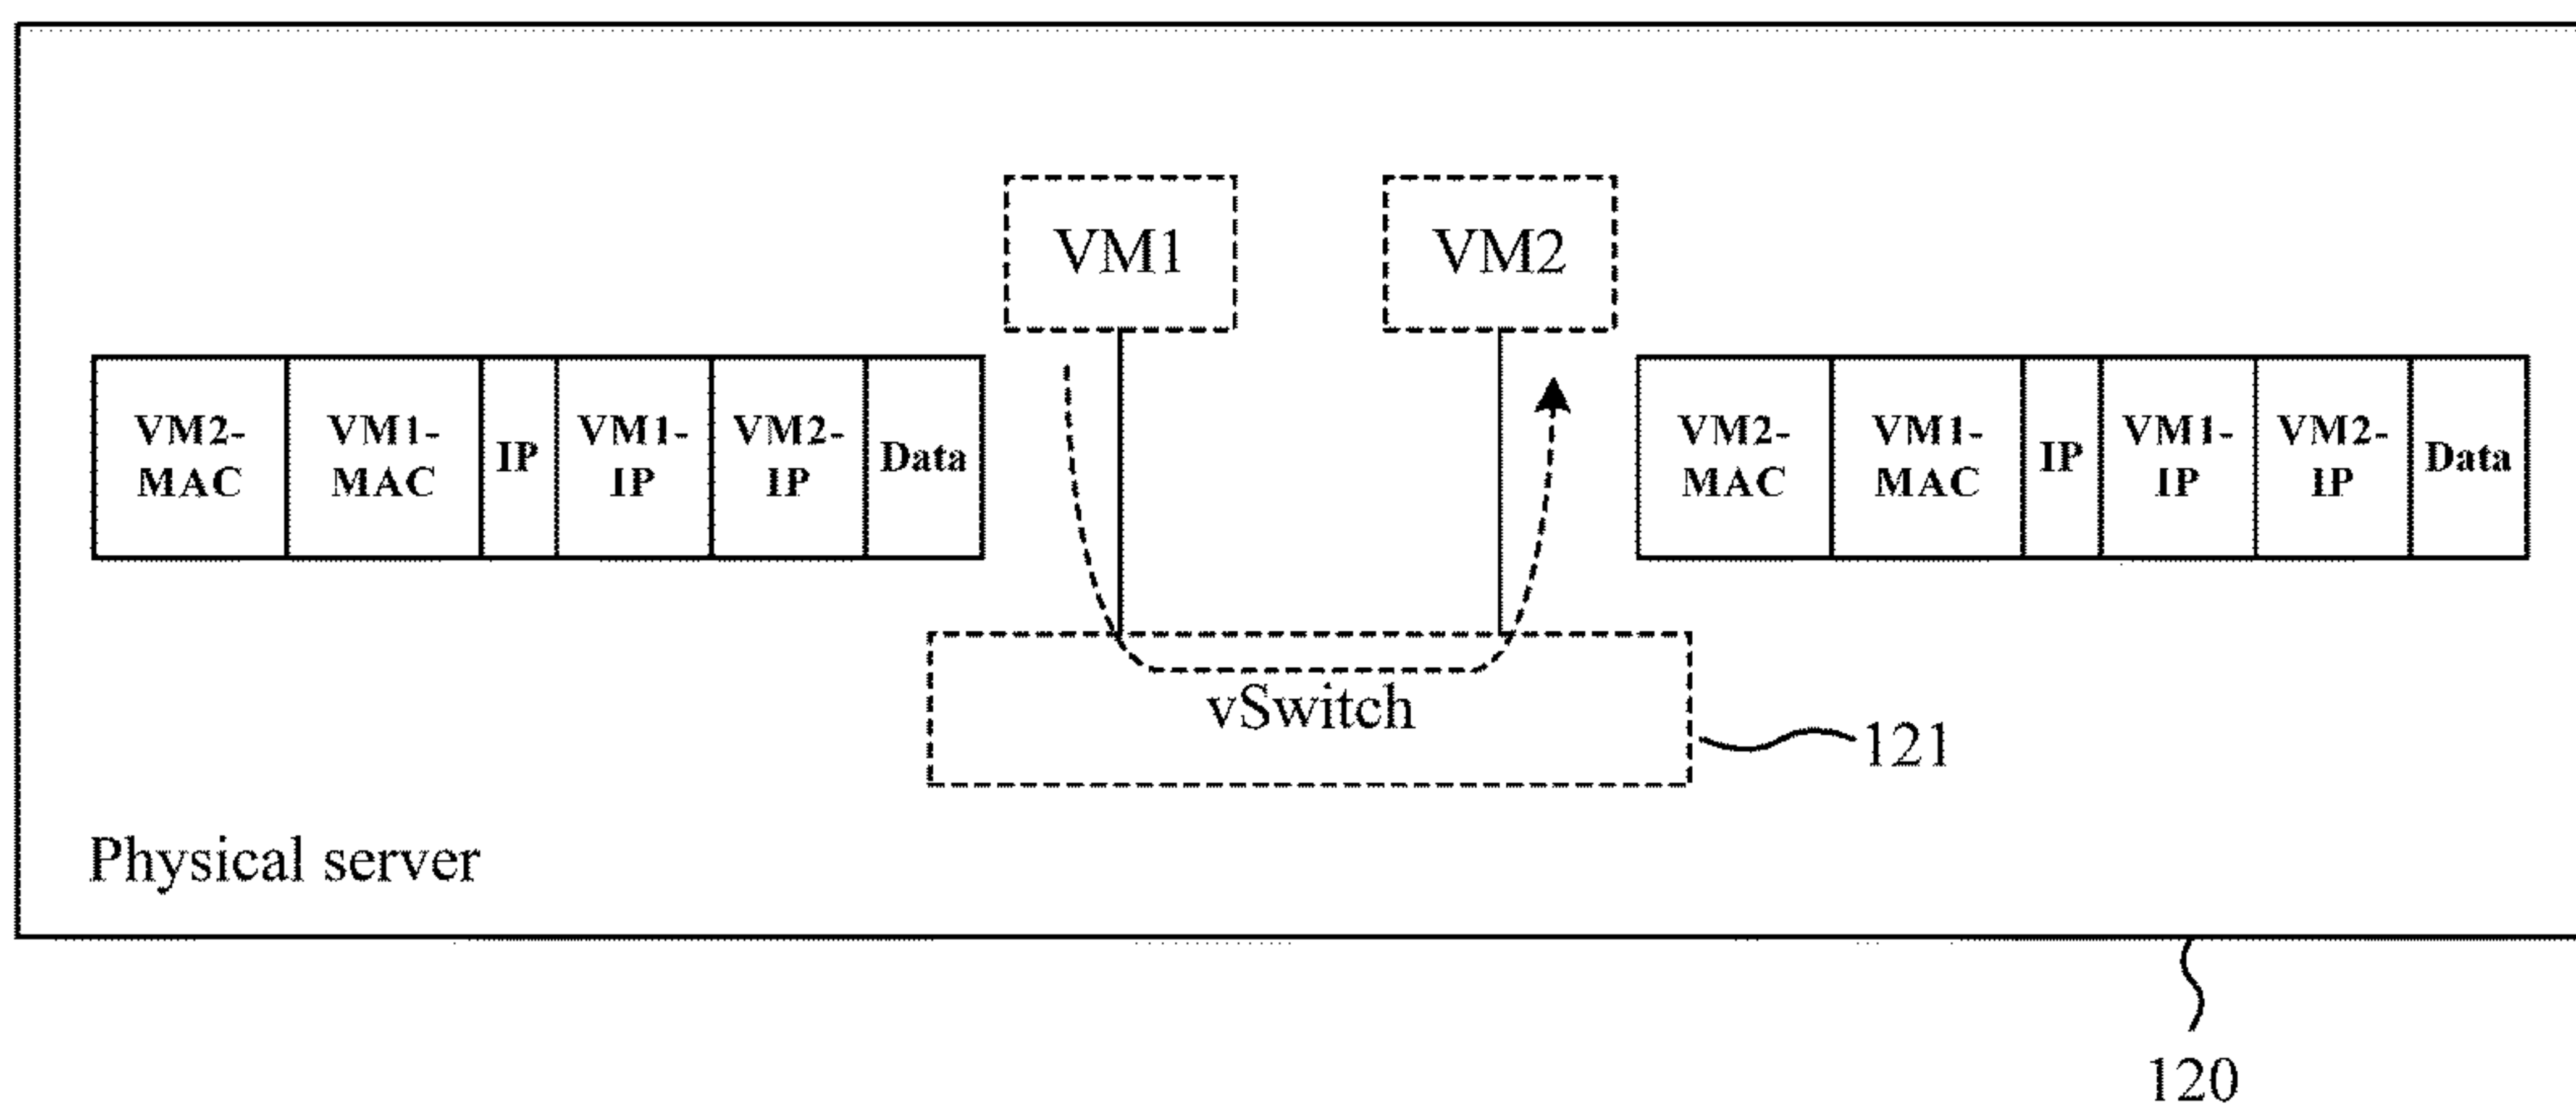 VM1
VM2
VM2-
MAC
VM1-
MAC
IP
VM1-
IP
VM2-
IP
Data
VM2-
MAC
VM1-
MAC
IP
VM1-
IP
VM2-
IP
Data
vSwitch
121
Physical server
120